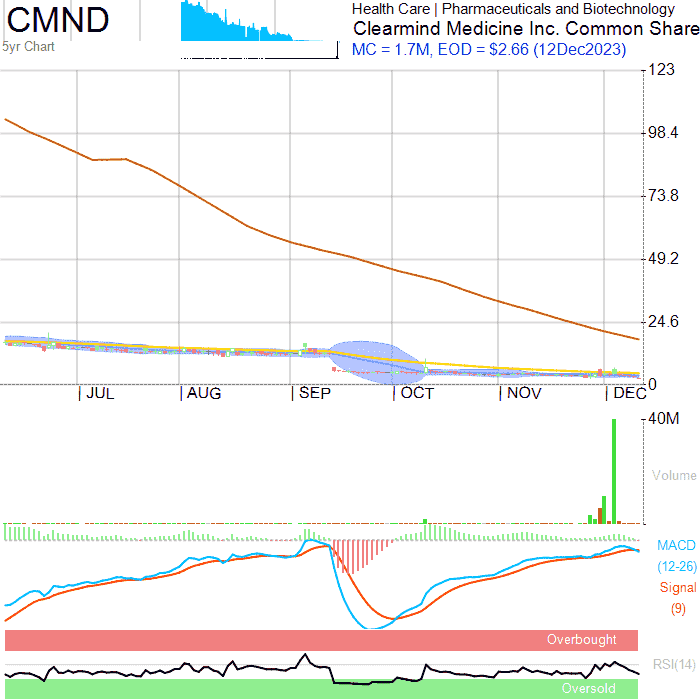 CMND
5yr Chart
Health Care | Pharmaceuticals and Biotechnology
Clearmind Medicine Inc. Common Share
MC = 1.7M, EOD = $2.66 (12Dec2023)
123
98.4
73.8
49.2
24.6
0
JUL AUG SEP OCT NOV DEC
40M
Volume
MACD
(12-26)
Signal
(9)
Overbought
RSI(14)
Oversold